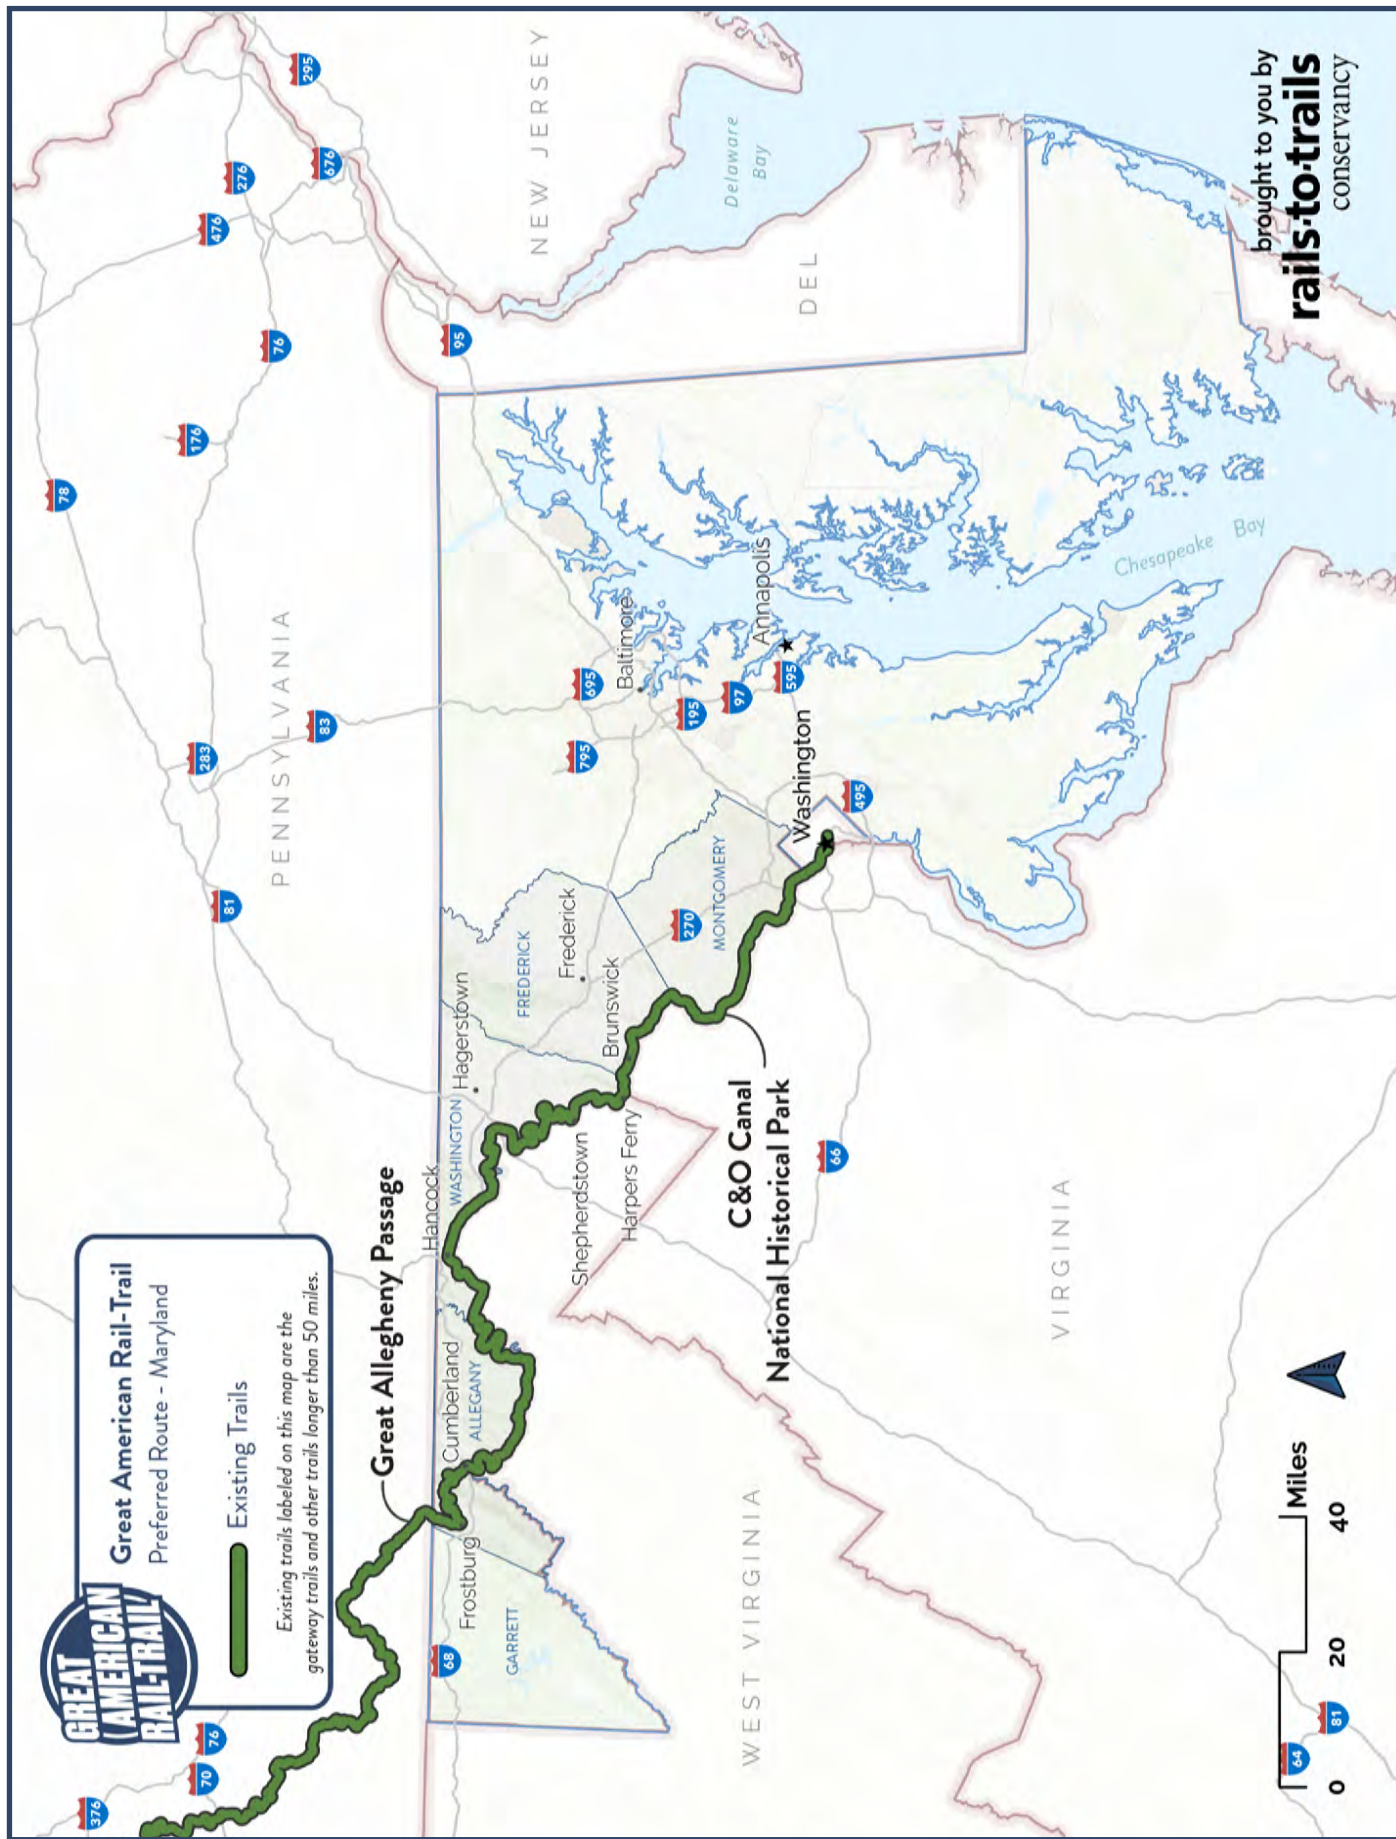 GREAT
AMERICAN
RAIL-TRAIL
Great American Rail-Trail
Preferred Route - Maryland
Existing Trails
Existing trails labeled on this map are the
gateway trails and other trails longer than 50 miles.
376
70
76
68
78
176
76
476
276
676
295
95
283
83
81
PENNSYLVANIA
NEW JERSEY
Delaware
Bay
DEL
Great Allegheny Passage
Frostburg
GARRETT
Cumberland
ALLEGANY
Hancock
WASHINGTON
Hagerstown
FREDERICK
Frederick
Brunswick
Shepherdstown
Harpers Ferry
270
MONTGOMERY
795
695
Baltimore
195
97
595
Annapolis
Washington
495
Chesapeake Bay
C&O Canal
National Historical Park
66
WEST VIRGINIA
VIRGINIA
64
81
0
20
40
Miles
brought to you by
rails·to·trails
conservancy